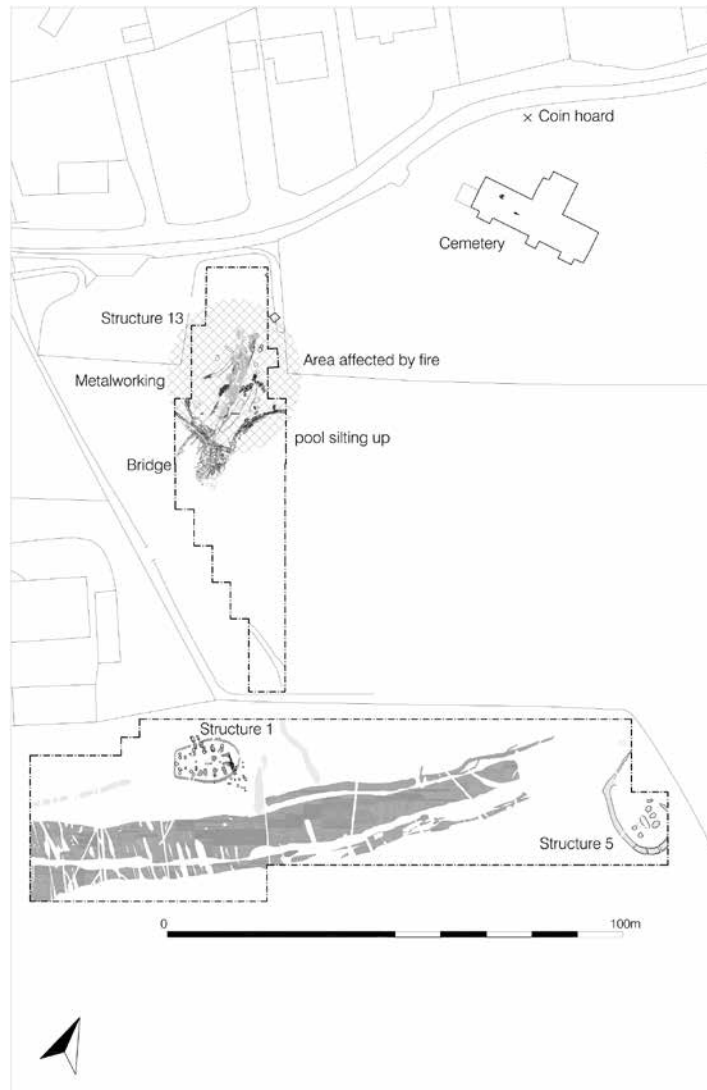 Coin hoard
Cemetery
Structure 13
Area affected by fire
Metalworking
pool silting up
Bridge
Structure 1
Structure 5
0
100m